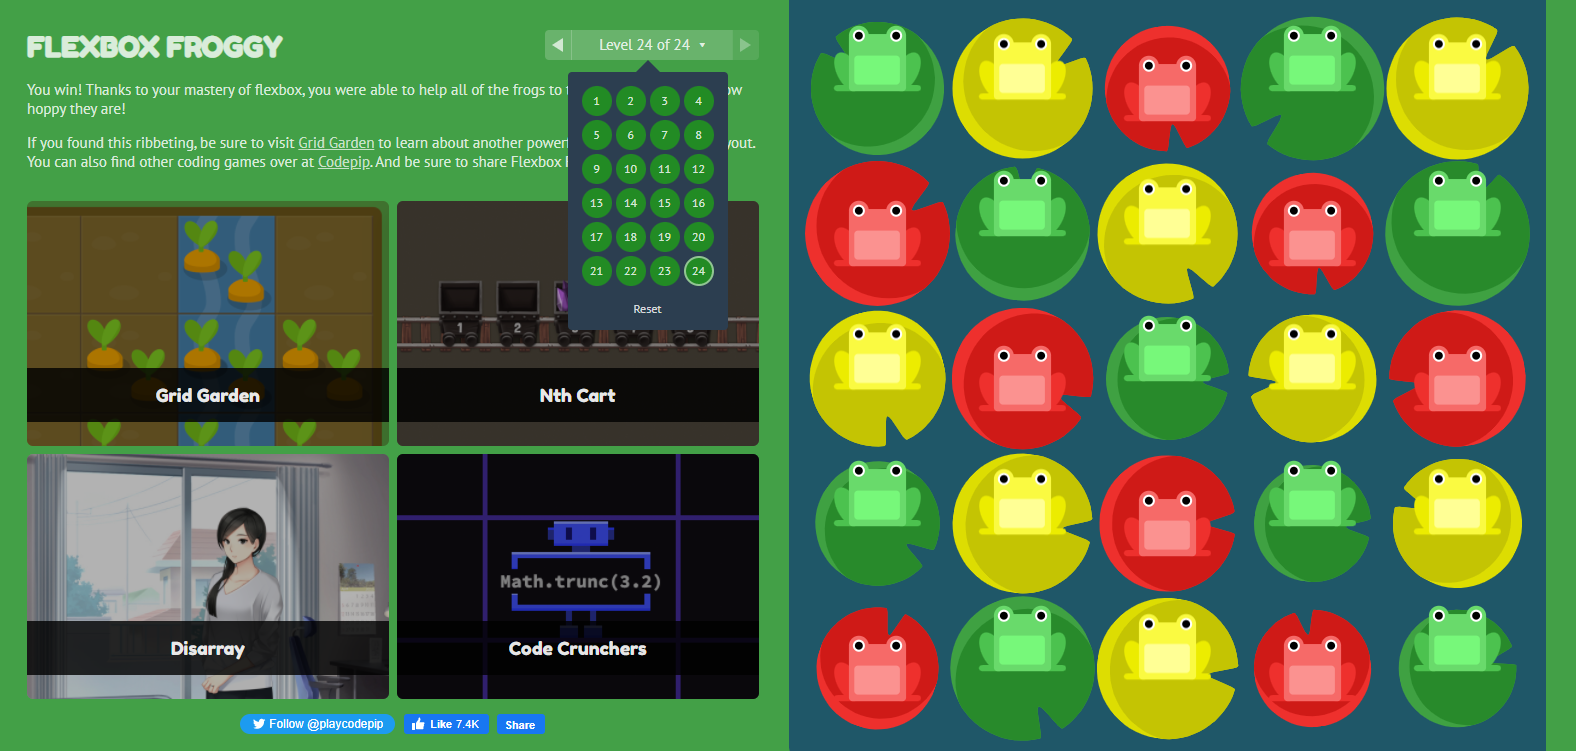 FLEXBOX FROGGY
Level 24 of 24
You win! Thanks to your mastery of flexbox, you were able to help all of the frogs to
hoppy they are!
If you found this ribbeting, be sure to visit Grid Garden to learn about another
You can also find other coding games over at Codepip. And be sure to share Flexbox
1 2 3 4
5 6 7 8
9 10 11 12
13 14 15 16
17 18 19 20
21 22 23 24
Reset
1 2
Grid Garden
Nth Cart
Math.trunc(3.2)
Disarray
Code Crunchers
Follow @playcodepip
Like 7.4K
Share